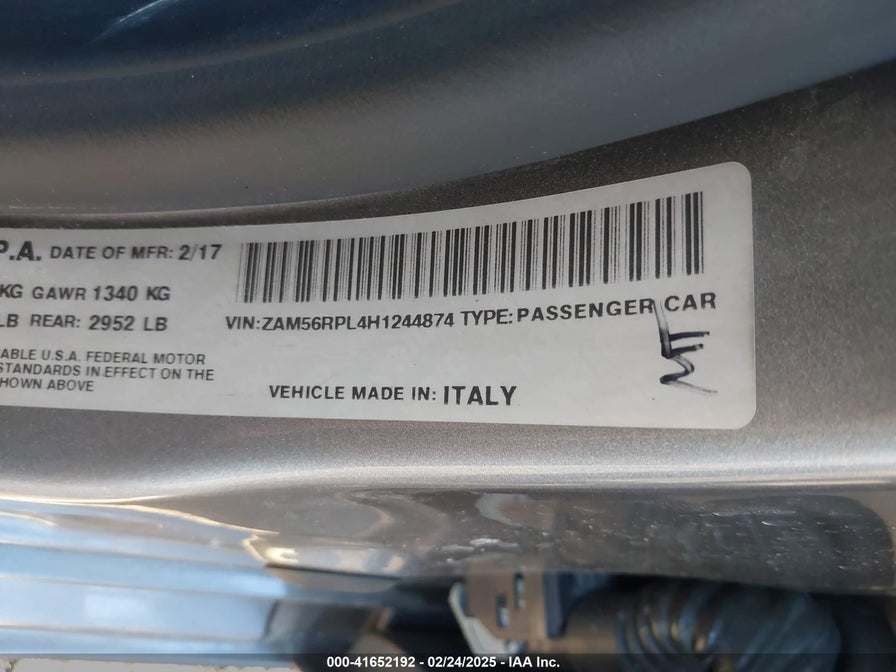 P.A. DATE OF MFR: 2/17
KG GAWR 1340 KG
LB REAR: 2952 LB
VIN:ZAM56RPL4H1244874 TYPE:PASSENGER CAR
ABLE U.S.A. FEDERAL MOTOR
STANDARDS IN EFFECT ON THE
HOWN ABOVE
VEHICLE MADE IN: ITALY
000-41652192 - 02/24/2025 - IAA Inc.